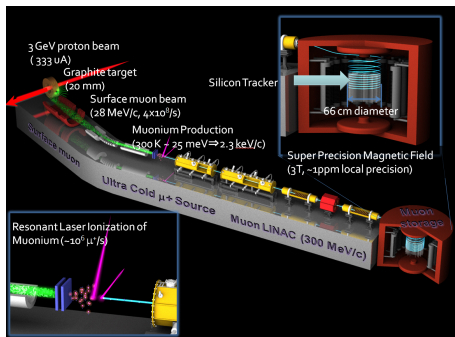 3 GeV proton beam
( 333 uA)
Graphite target
(20 mm)
Surface muon beam
(28 MeV/c, 4x10⁸/s)
Muonium Production
(300 K ~ 25 meV⇒2.3 keV/c)
Silicon Tracker
66 cm diameter
Super Precision Magnetic Field
(3T, ~1ppm local precision)
Surface muon
Ultra Cold μ+ Source
Muon LINAC (300 MeV/c)
Muon
storage
Resonant Laser Ionization of
Muonium (~10⁶ μ⁺/s)